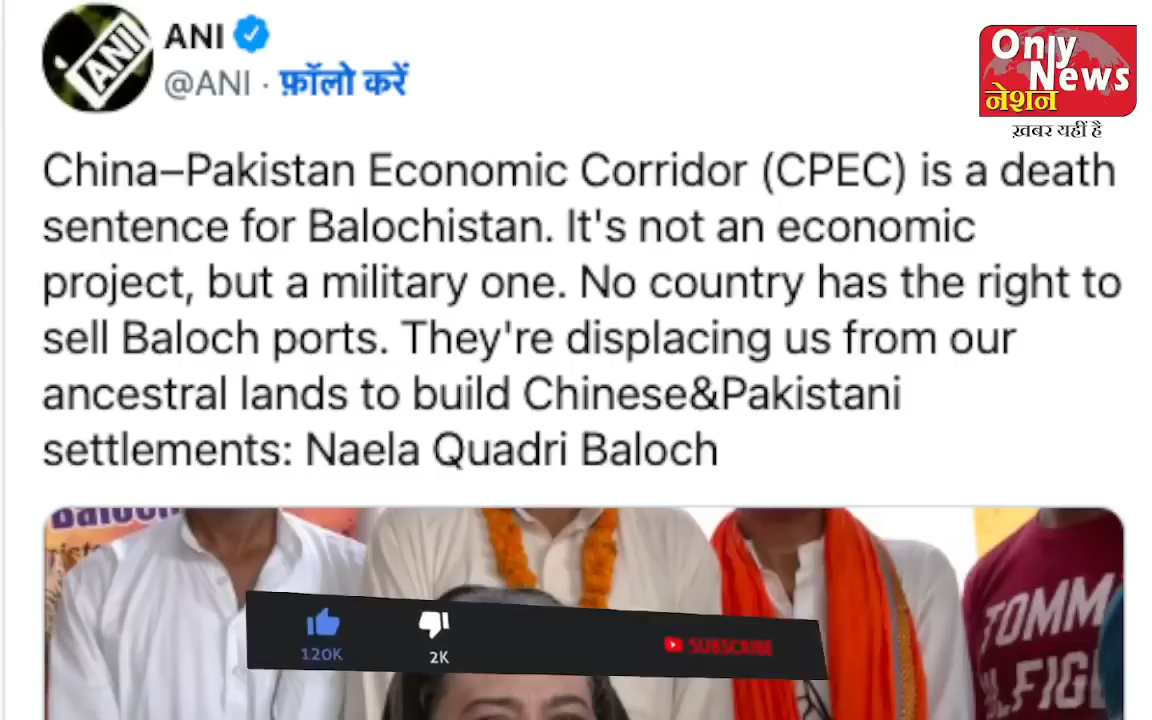 ANI
@ANI · फ़ॉलो करें
Only
News
नेशन
ख़बर यहीं है
China–Pakistan Economic Corridor (CPEC) is a death
sentence for Balochistan. It's not an economic
project, but a military one. No country has the right to
sell Baloch ports. They're displacing us from our
ancestral lands to build Chinese&Pakistani
settlements: Naela Quadri Baloch
120K
2K
SUBSCRIBE
TOMM